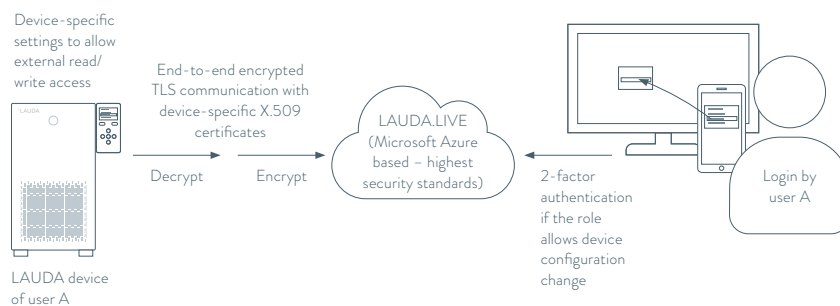 Device-specific
settings to allow
external read/
write access
LAUDA
LAUDA device
of user A
End-to-end encrypted
TLS communication with
device-specific X.509
certificates
Decrypt
Encrypt
LAUDA.LIVE
(Microsoft Azure
based – highest
security standards)
2-factor
authentication
if the role
allows device
configuration
change
Login by
user A